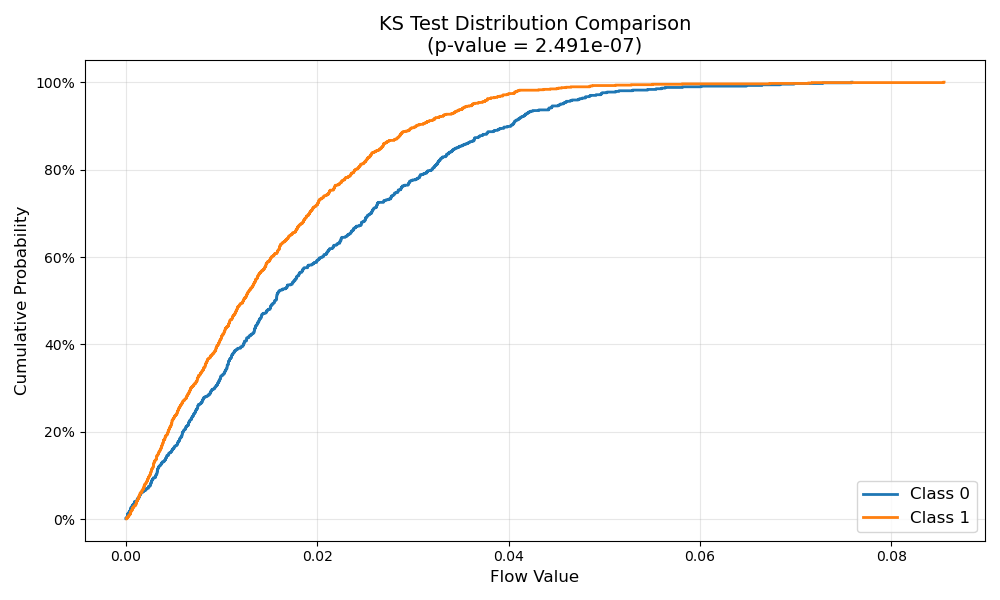 KS Test Distribution Comparison
(p-value = 2.491e-07)
Cumulative Probability
100%
80%
60%
40%
20%
0%
0.00 0.02 0.04 0.06 0.08
Flow Value
Class 0
Class 1